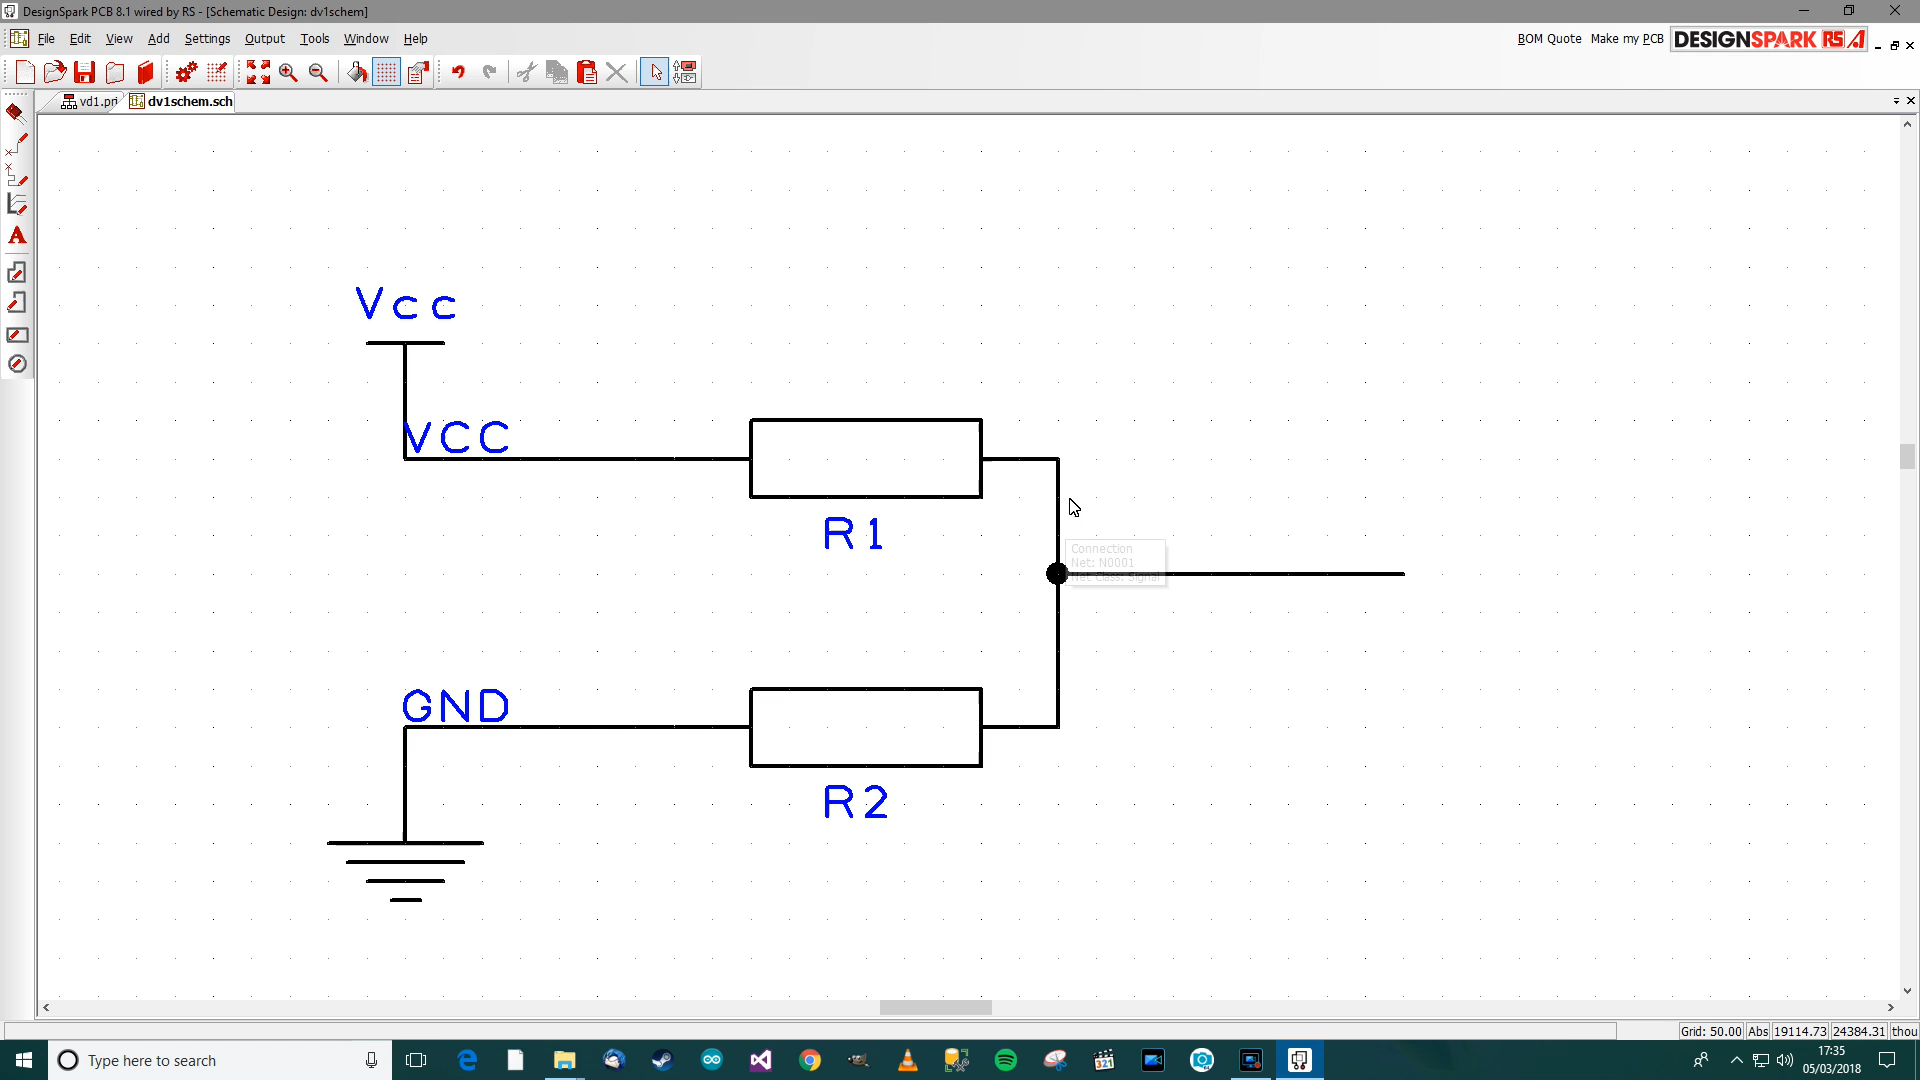 DesignSpark PCB 8.1 wired by RS - [Schematic Design: dv1schem]
File Edit View Add Settings Output Tools Window Help
BOM Quote Make my PCB DESIGNSPARK RS
vd1.prj dv1schem.sch
Vcc
VCC
R1
Connection
Net: N0001
Net Class: Signal
GND
R2
Grid: 50.00 Abs 19114.73 24384.31 thou
Type here to search
321
17:35
05/03/2018